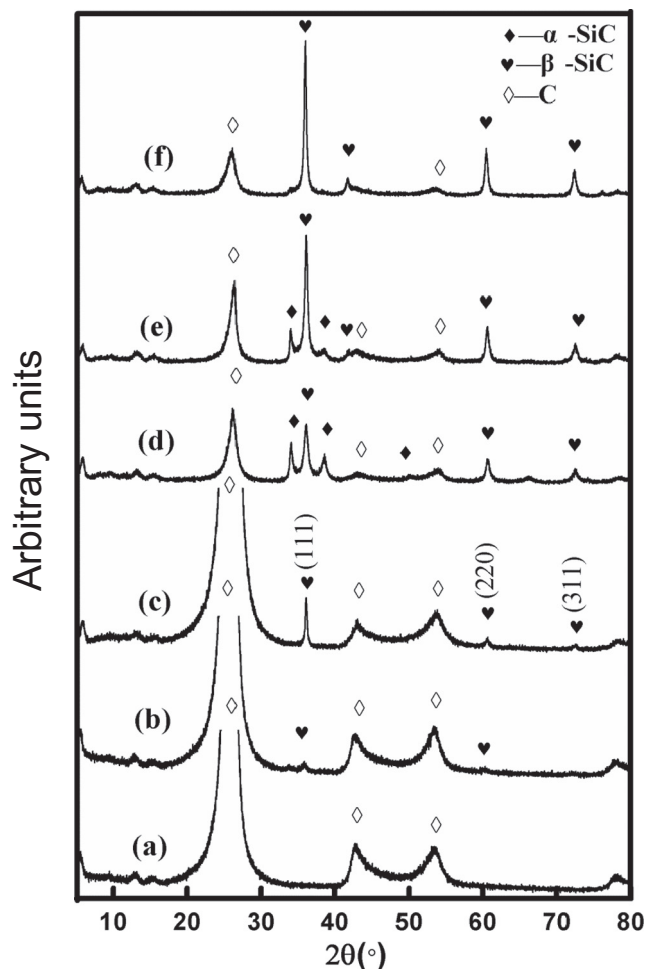 ♦—α -SiC
♥—β -SiC
◊—C
(f)
(e)
(d)
(111)
(220)
(311)
(c)
(b)
(a)
Arbitrary units
10 20 30 40 50 60 70 80
2θ(°)